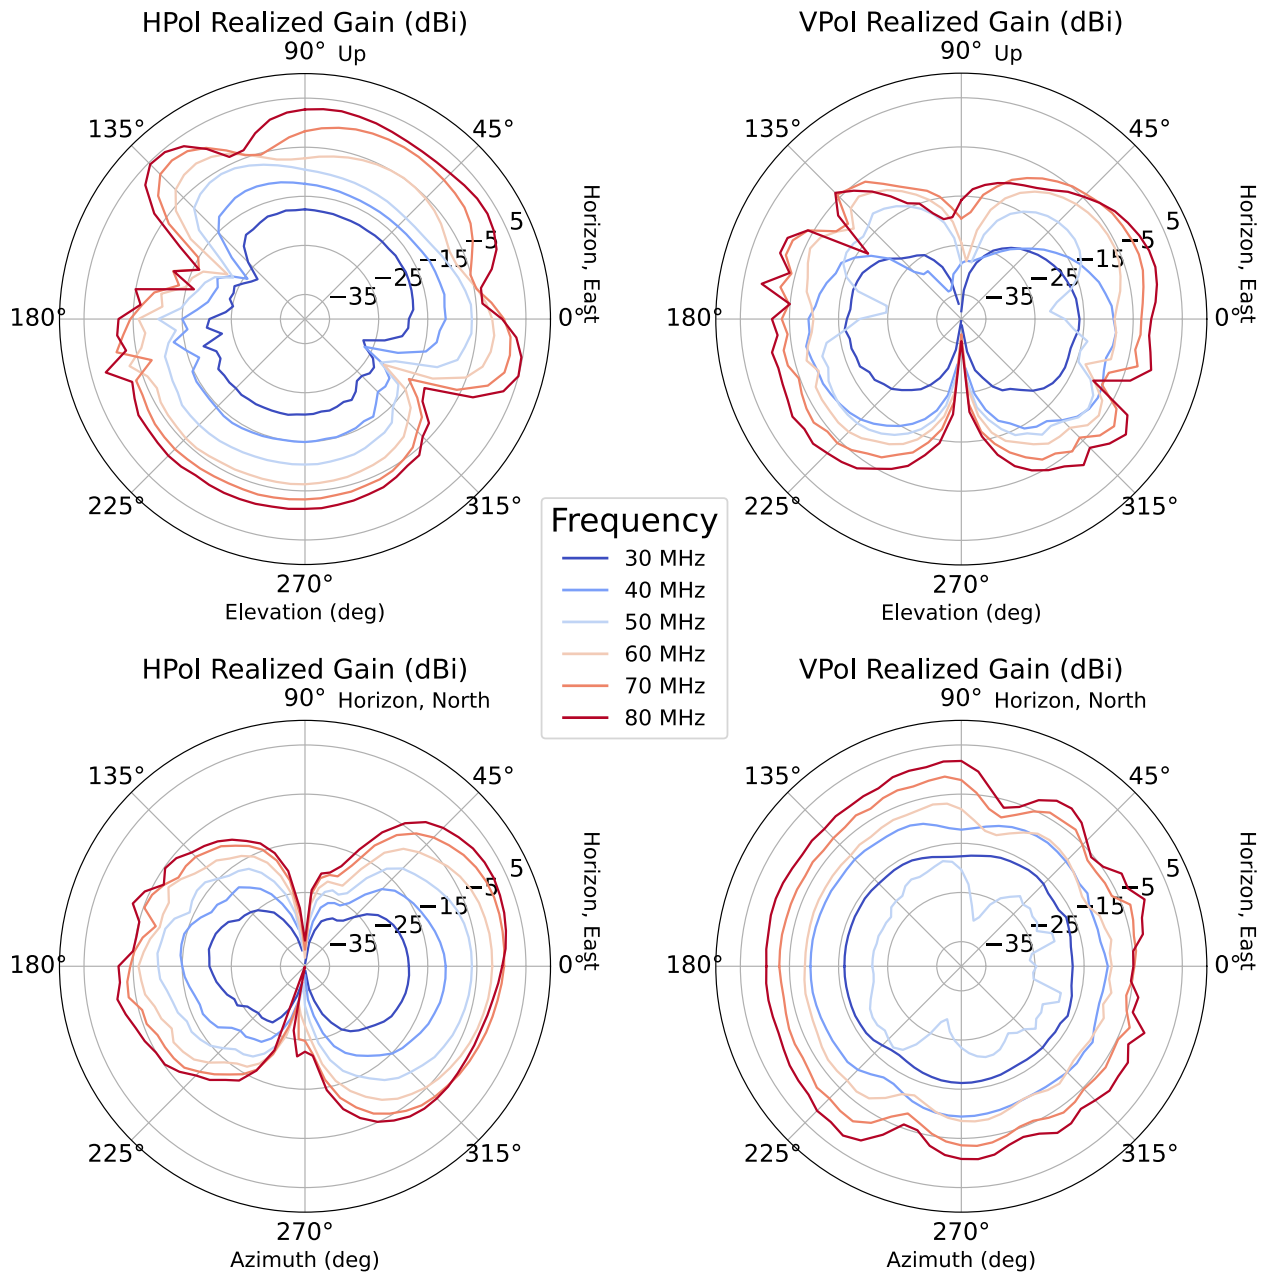 HPol Realized Gain (dBi)
90° Up
135°
45°
180°
0°
Horizon, East
5
−5
−15
−25
−35
225°
315°
270°
Elevation (deg)
VPol Realized Gain (dBi)
90° Up
135°
45°
180°
0°
Horizon, East
5
−5
−15
−25
−35
225°
315°
270°
Elevation (deg)
Frequency
30 MHz
40 MHz
50 MHz
60 MHz
70 MHz
80 MHz
HPol Realized Gain (dBi)
90° Horizon, North
135°
45°
180°
0°
Horizon, East
5
−5
−15
−25
−35
225°
315°
270°
Azimuth (deg)
VPol Realized Gain (dBi)
90° Horizon, North
135°
45°
180°
0°
Horizon, East
5
−5
−15
−25
−35
225°
315°
270°
Azimuth (deg)